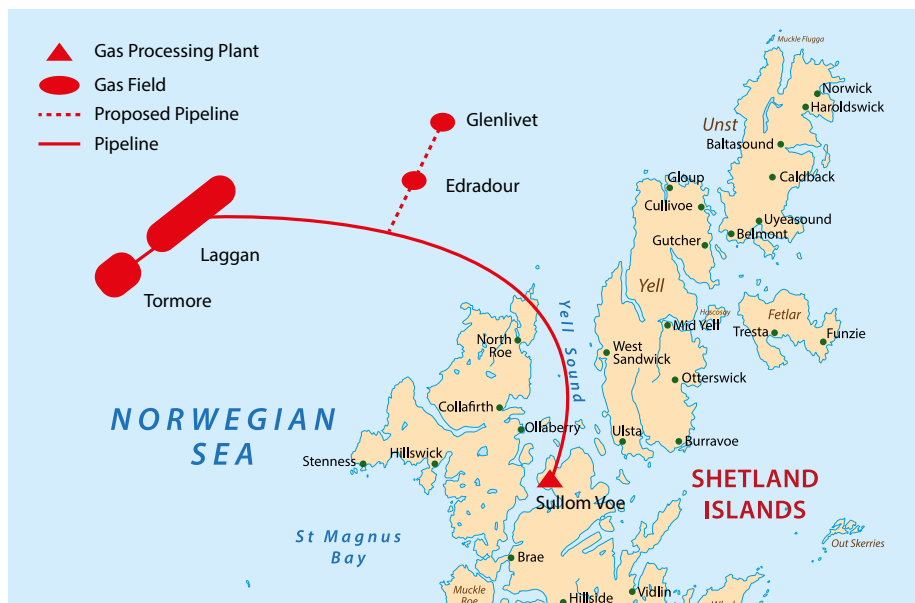 Gas Processing Plant
Gas Field
Proposed Pipeline
Pipeline
Muckle Flugga
Norwick
Haroldswick
Unst
Baltasound
Glenlivet
Edradour
Caldback
Gloup
Cullivoe
Uyeasound
Belmont
Gutcher
Laggan
Tormore
Yell
Hascosay
Fetlar
Mid Yell
Tresta
Funzie
Yell Sound
North
Roe
West
Sandwick
Otterswick
Collafirth
NORWEGIAN
SEA
Ollaberry
Ulsta
Burravoe
Stenness
Hillswick
SHETLAND
ISLANDS
Sullom Voe
St Magnus
Bay
Out Skerries
Brae
Muckle
Roe
Hillside
Vidlin